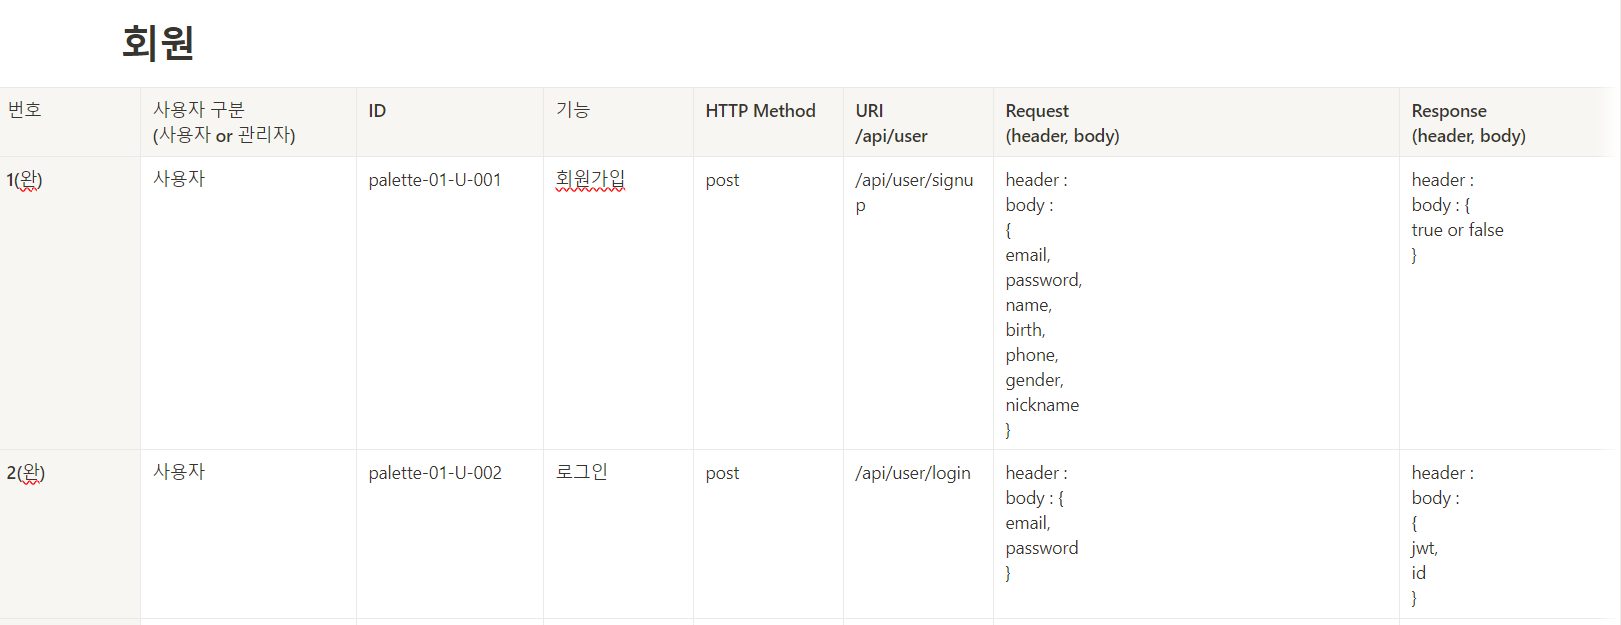 회원
번호
사용자 구분
(사용자 or 관리자)
ID
기능
HTTP Method
URI
/api/user
Request
(header, body)
Response
(header, body)
1(완)
사용자
palette-01-U-001
회원가입
post
/api/user/signu
p
header :
body :
{
email,
password,
name,
birth,
phone,
gender,
nickname
}
header :
body : {
true or false
}
2(완)
사용자
palette-01-U-002
로그인
post
/api/user/login
header :
body : {
email,
password
}
header :
body :
{
jwt,
id
}